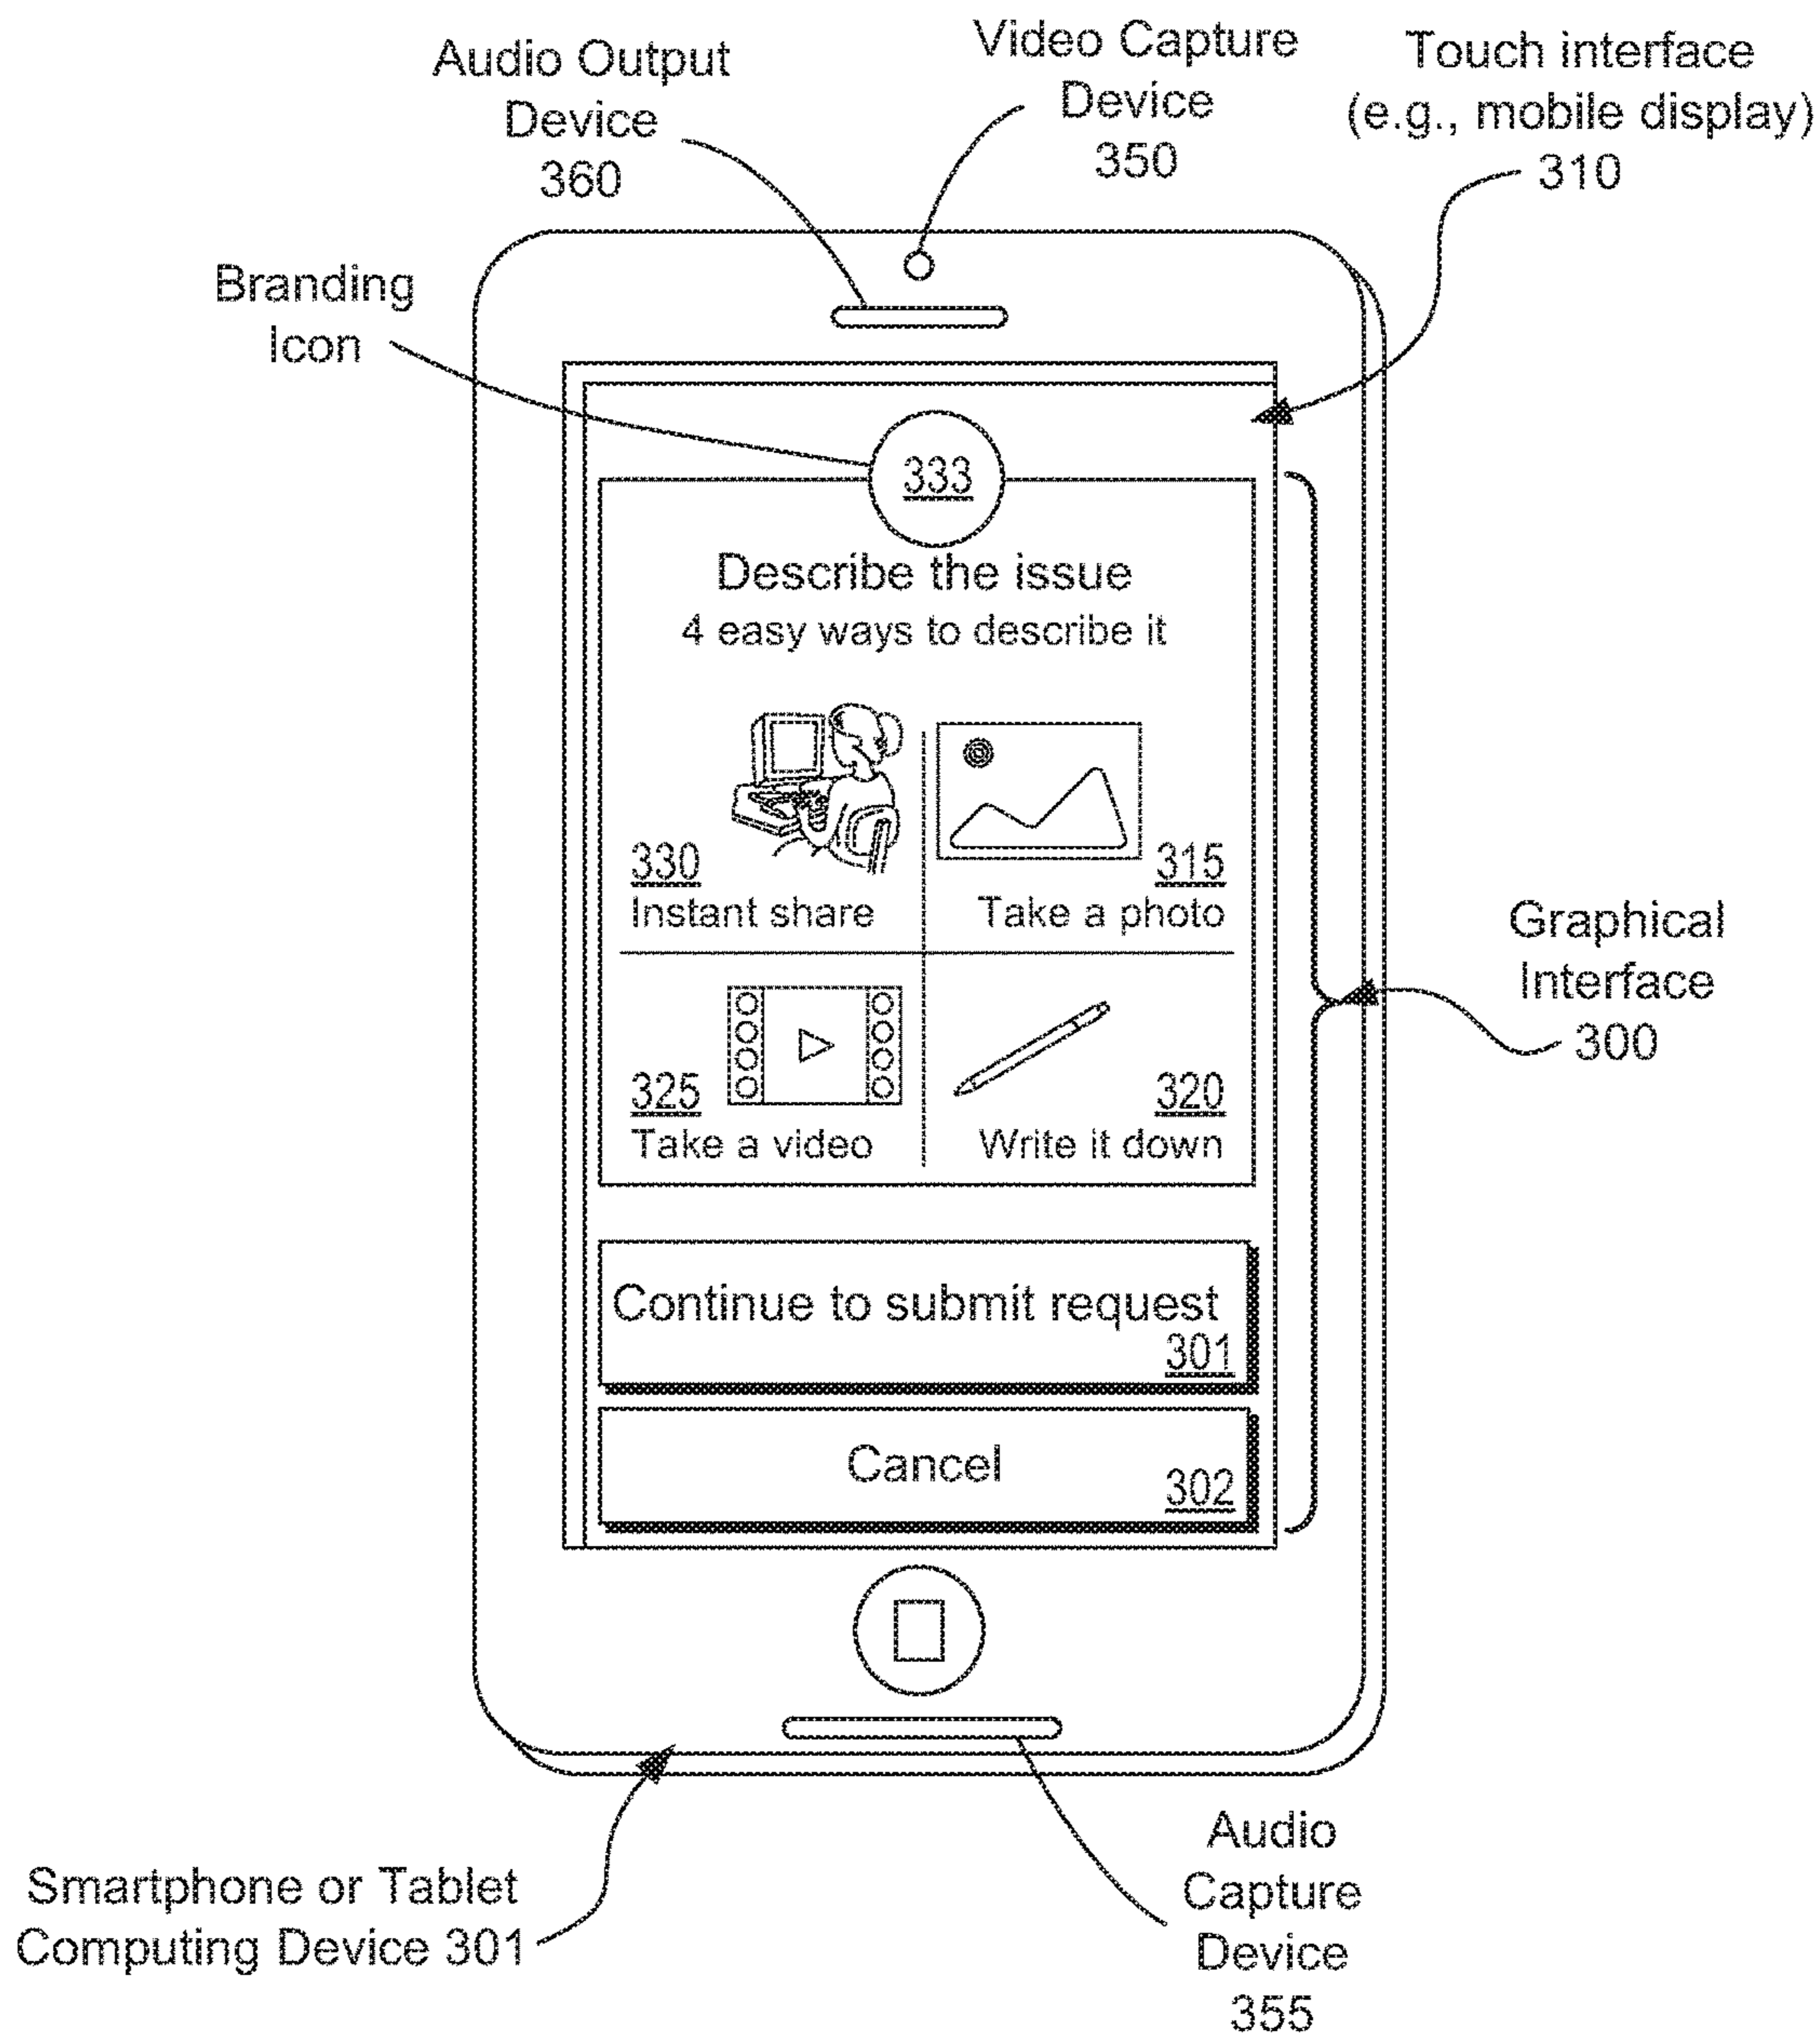 Audio Output
Device
360
Video Capture
Device
350
Touch interface
(e.g., mobile display)
310
Branding
Icon
333
Describe the issue
4 easy ways to describe it
330
Instant share
315
Take a photo
325
Take a video
320
Write it down
Graphical
Interface
300
Continue to submit request
301
Cancel
302
Smartphone or Tablet
Computing Device 301
Audio
Capture
Device
355